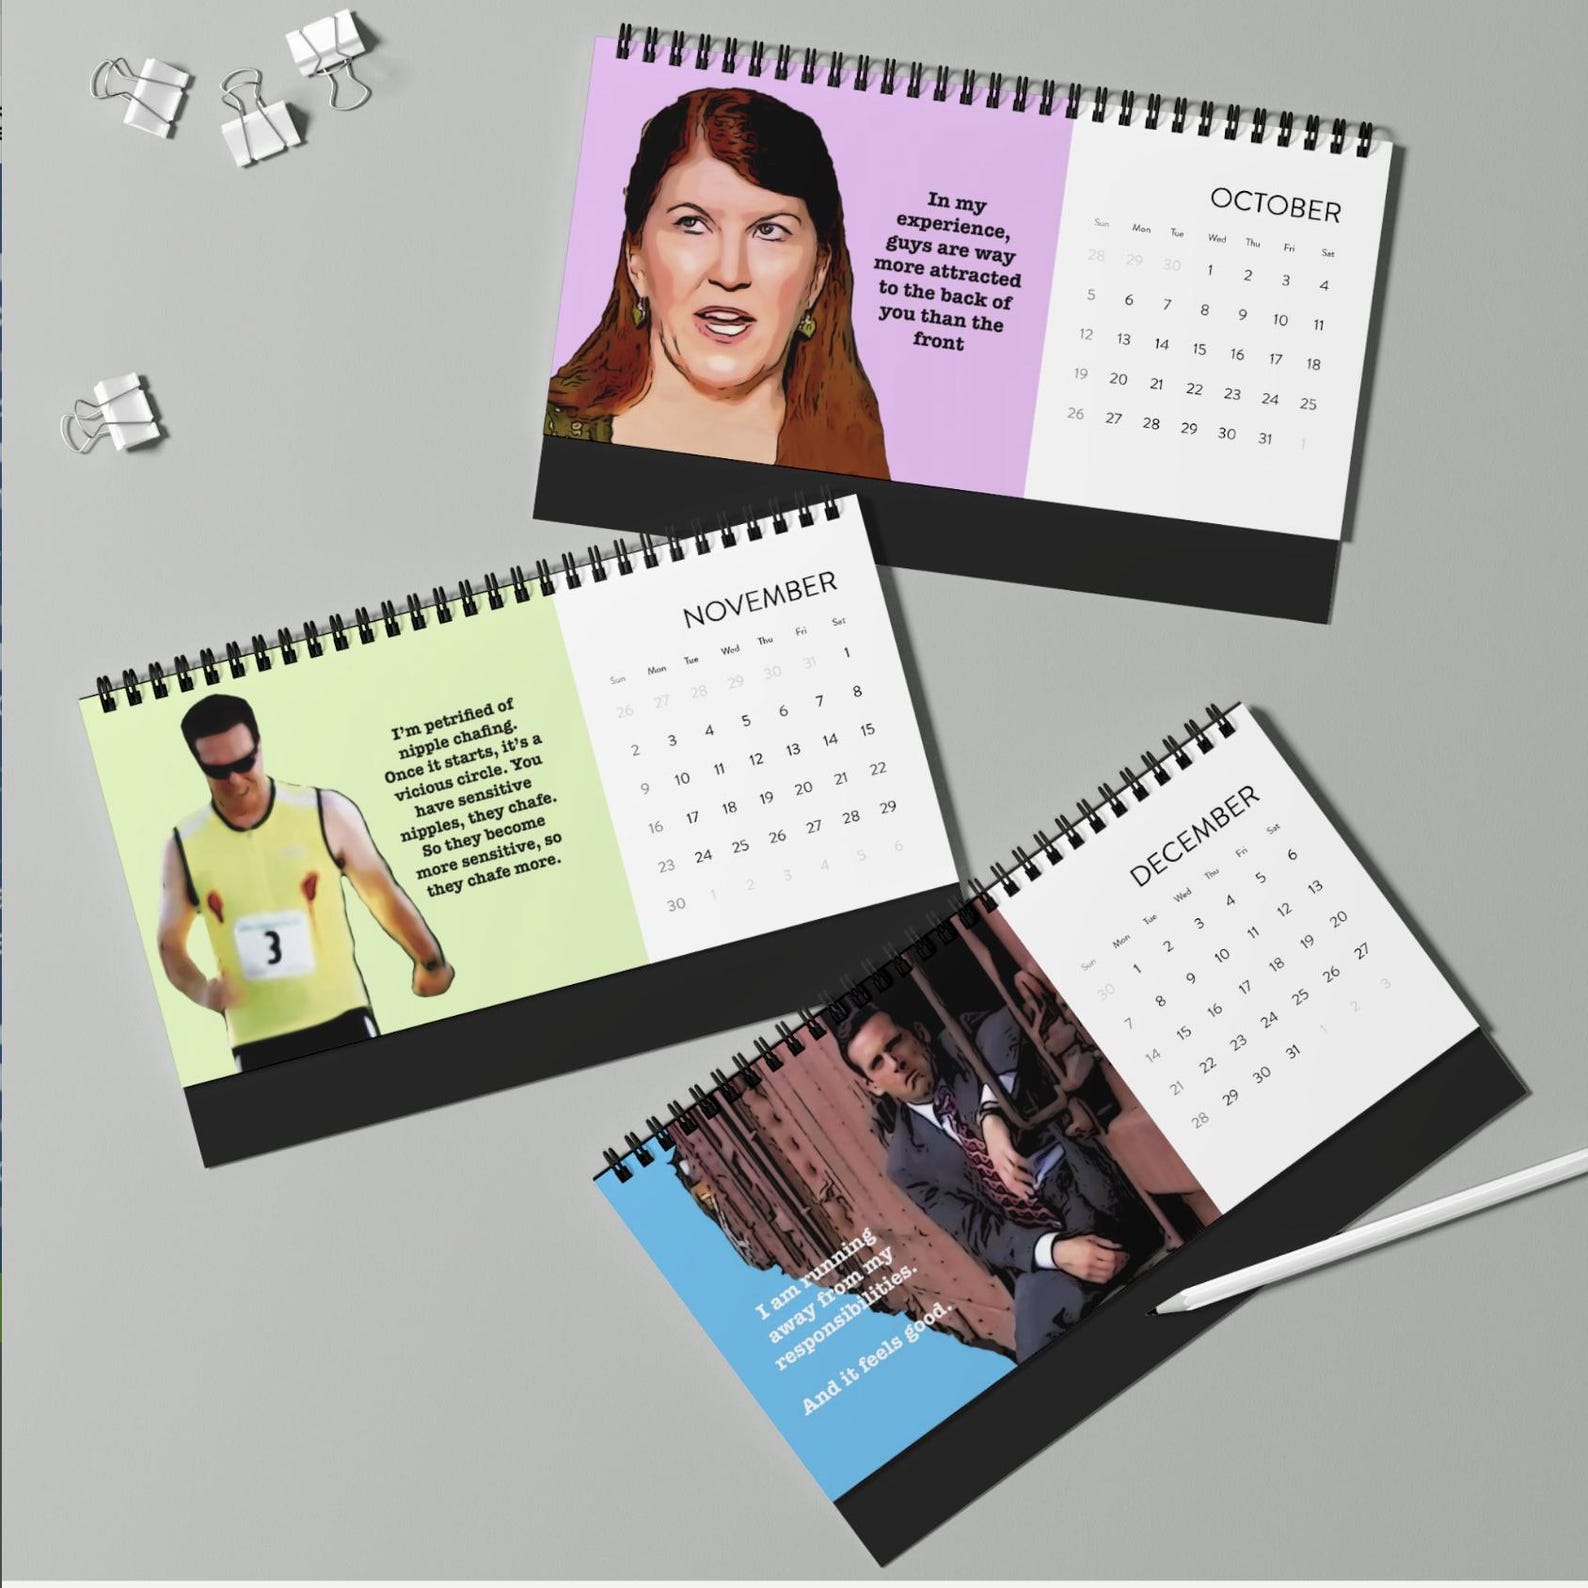 In my
experience,
guys are way
more attracted
to the back of
you than the
front
OCTOBER
Sun Mon Tue Wed Thu Fri Sat
28 29 30 1 2 3 4
5 6 7 8 9 10 11
12 13 14 15 16 17 18
19 20 21 22 23 24 25
26 27 28 29 30 31 1
I'm petrified of
nipple chafing.
Once it starts, it's a
vicious circle. You
have sensitive
nipples, they chafe.
So they become
more sensitive, so
they chafe more.
3
NOVEMBER
Sun Mon Tue Wed Thu Fri Sat
26 27 28 29 30 31 1
2 3 4 5 6 7 8
9 10 11 12 13 14 15
16 17 18 19 20 21 22
23 24 25 26 27 28 29
30 1 2 3 4 5 6
I am running
away from my
responsibilities.
And it feels good.
DECEMBER
Sun Mon Tue Wed Thu Fri Sat
30 1 2 3 4 5 6
7 8 9 10 11 12 13
14 15 16 17 18 19 20
21 22 23 24 25 26 27
28 29 30 31 1 2 3